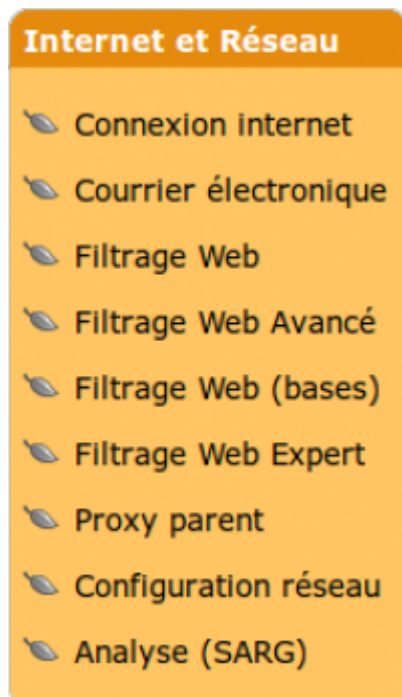 Internet et Réseau
Connexion internet
Courrier électronique
Filtrage Web
Filtrage Web Avancé
Filtrage Web (bases)
Filtrage Web Expert
Proxy parent
Configuration réseau
Analyse (SARG)